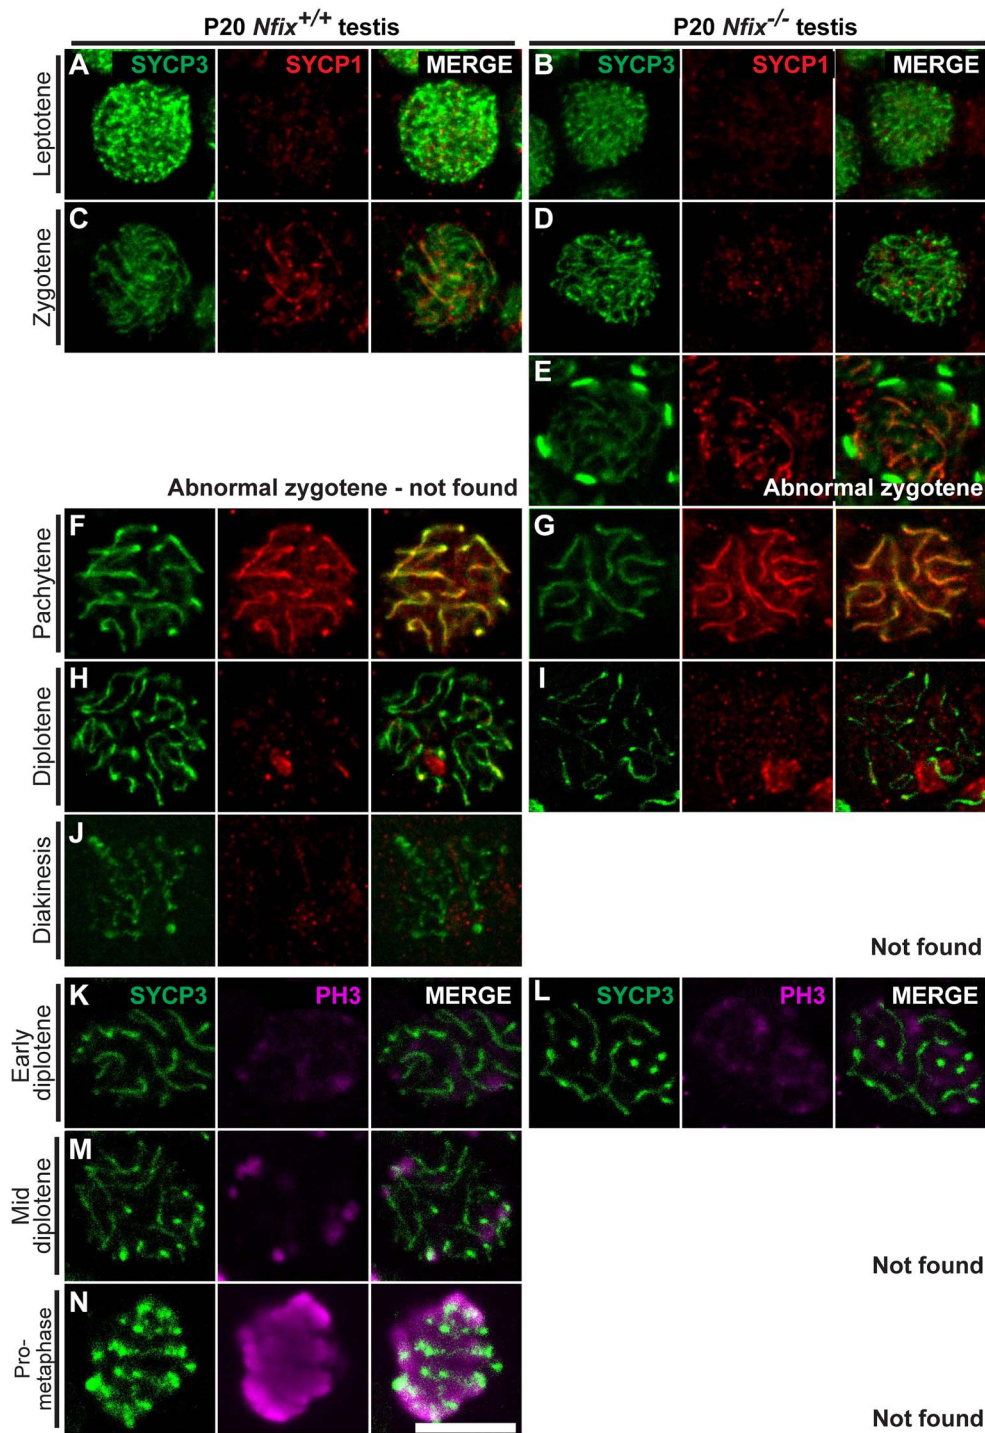 P20 Nfix+/+ testis
P20 Nfix-/- testis
Leptotene
A SYCP3 SYCP1 MERGE
B SYCP3 SYCP1 MERGE
Zygotene
C
D
E
Abnormal zygotene - not found
Abnormal zygotene
Pachytene
F
G
Diplotene
H
I
Diakinesis
J
Not found
Early
diplotene
K SYCP3 PH3 MERGE
L SYCP3 PH3 MERGE
Mid
diplotene
M
Not found
Pro-
metaphase
N
Not found